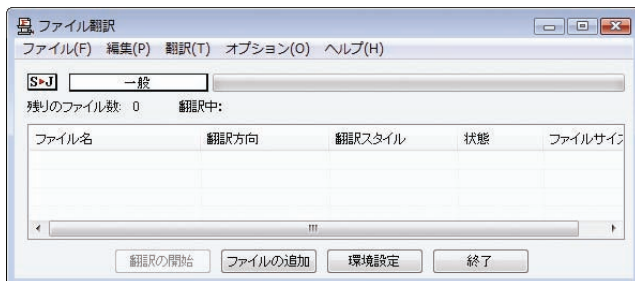 ファイル翻訳
ファイル(F) 編集(P) 翻訳(T) オプション(O) ヘルプ(H)
S▸J 一般
残りのファイル数: 0 翻訳中:
ファイル名 翻訳方向 翻訳スタイル 状態 ファイルサイズ
翻訳の開始 ファイルの追加 環境設定 終了